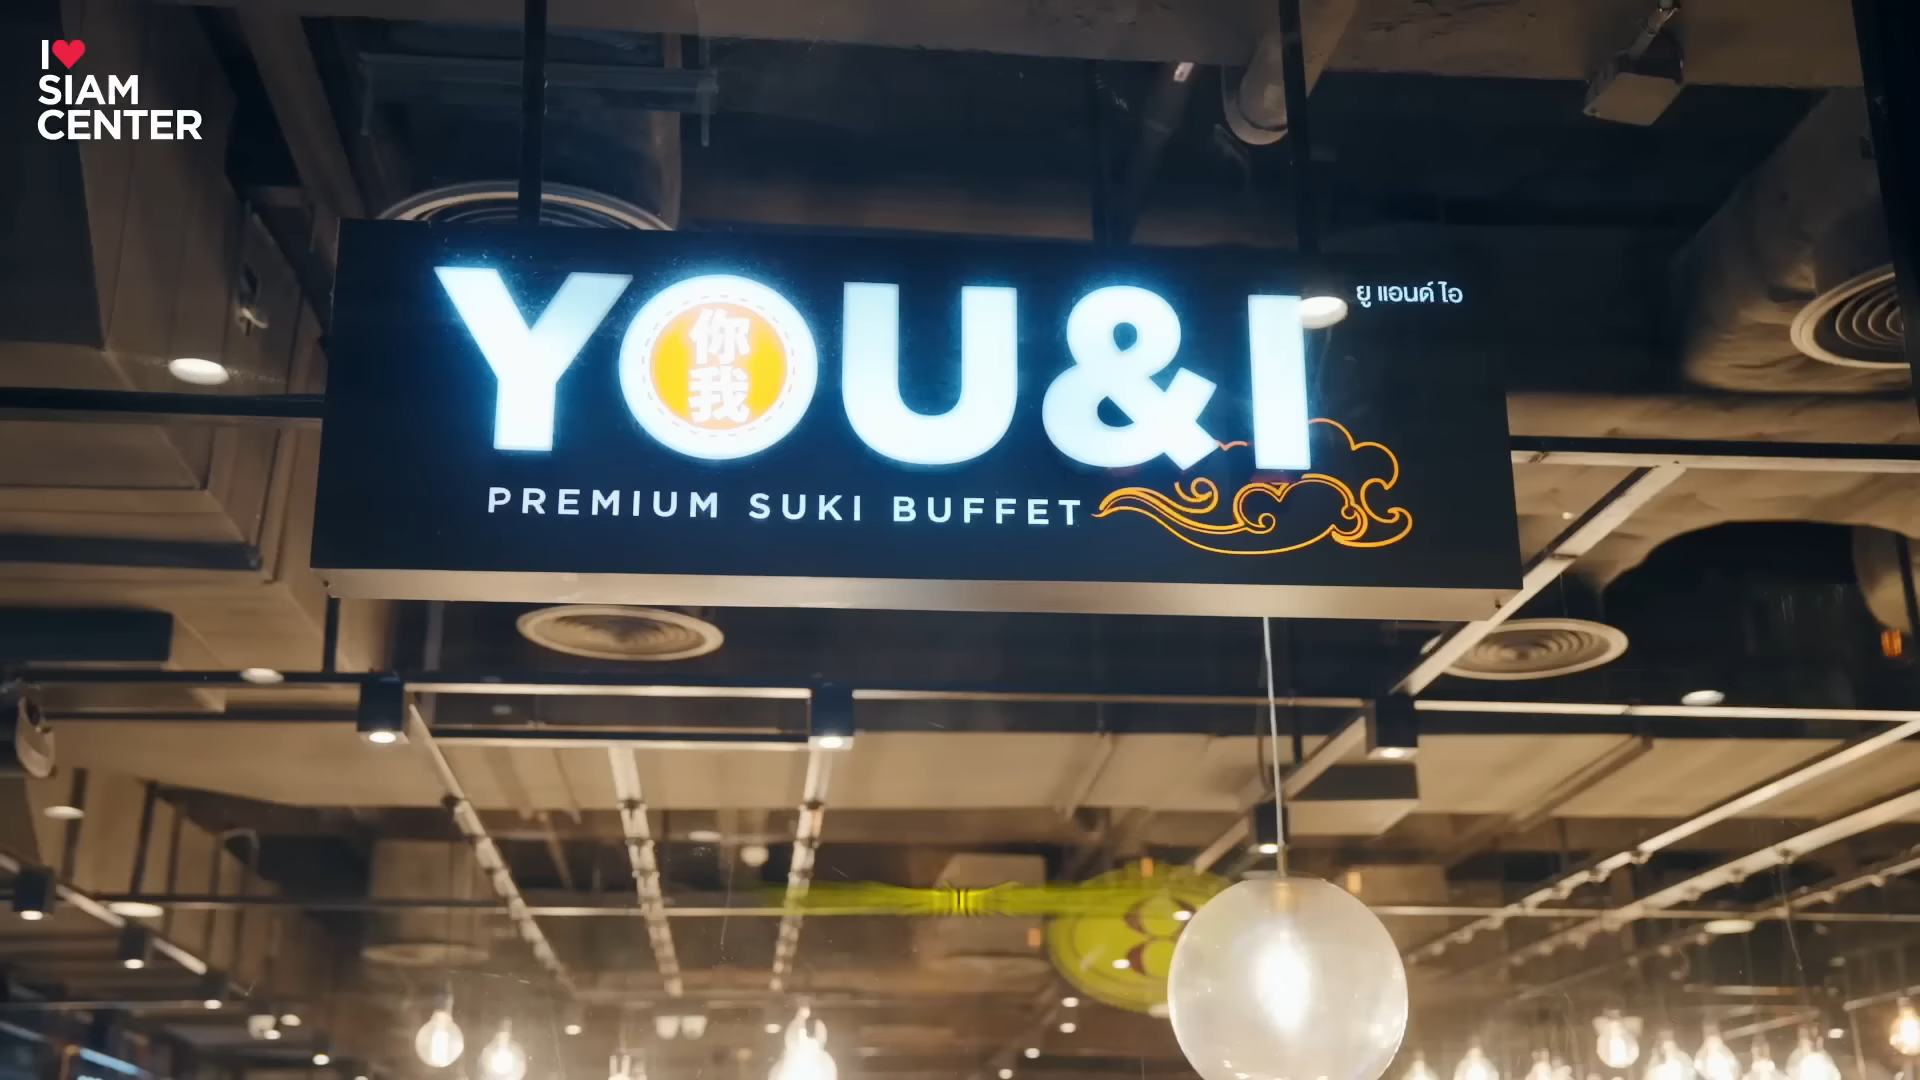 I❤
SIAM
CENTER
YOU&I
你
我
ยู แอนด์ ไอ
PREMIUM SUKI BUFFET